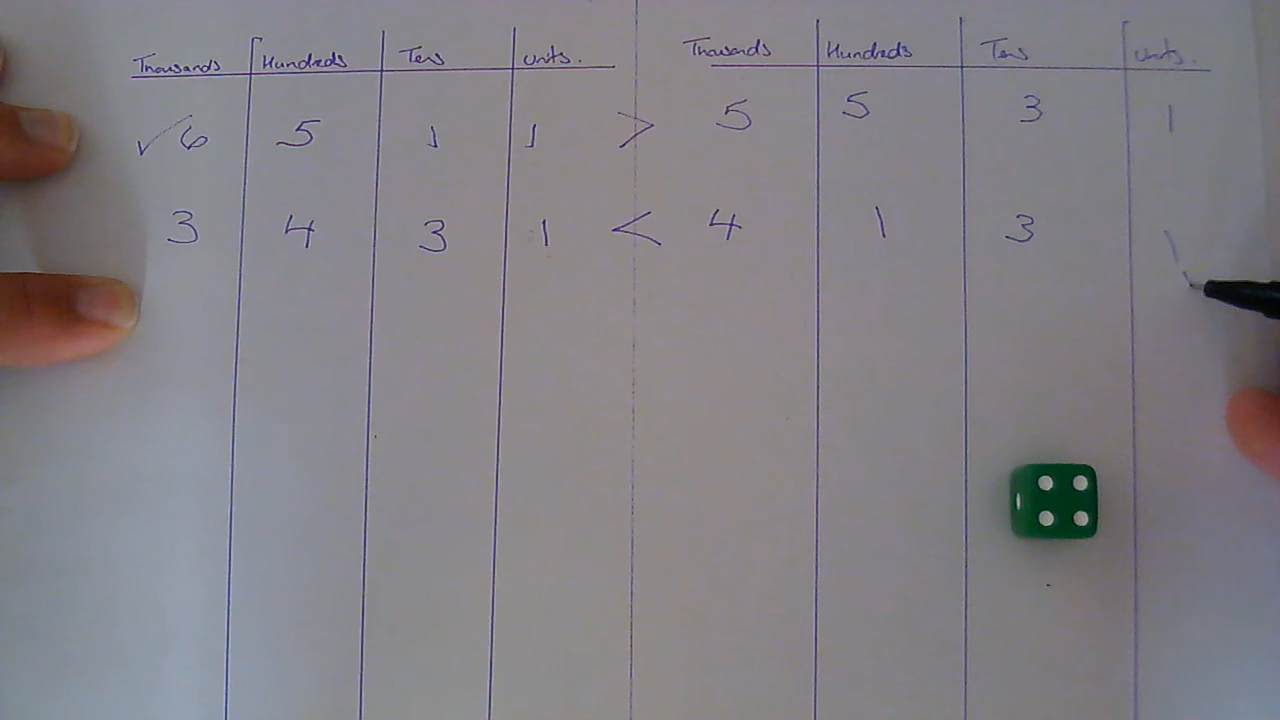 Thousands Hundreds Tens Units. Thousands Hundreds Tens Units.
✓6 5 1 1 > 5 5 3 1
3 4 3 1 < 4 1 3